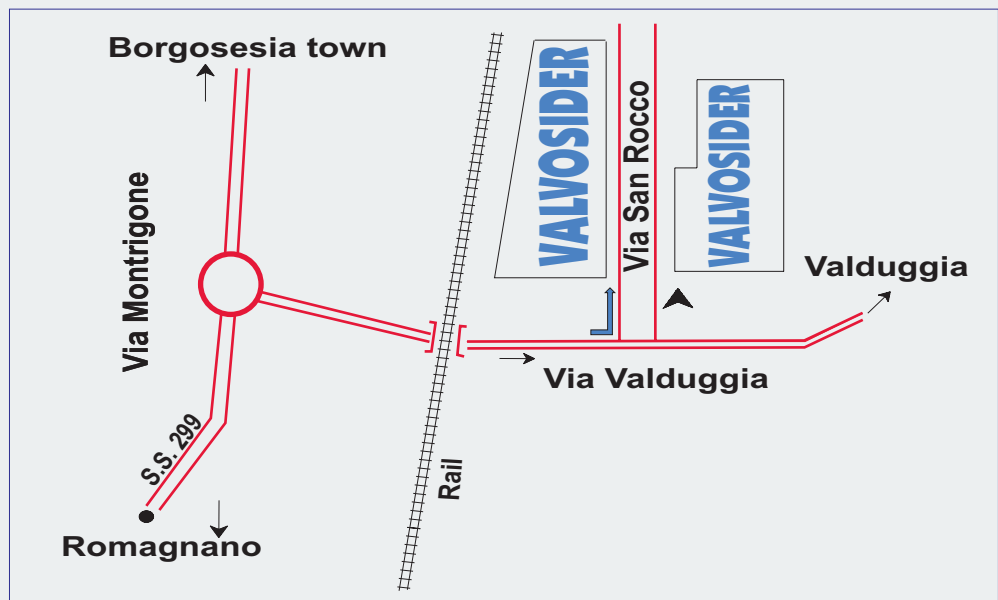 Borgosesia town
VALVOSIDER
Via San Rocco
VALVOSIDER
Via Montrigone
Valduggia
Via Valduggia
S.S. 299
Rail
Romagnano